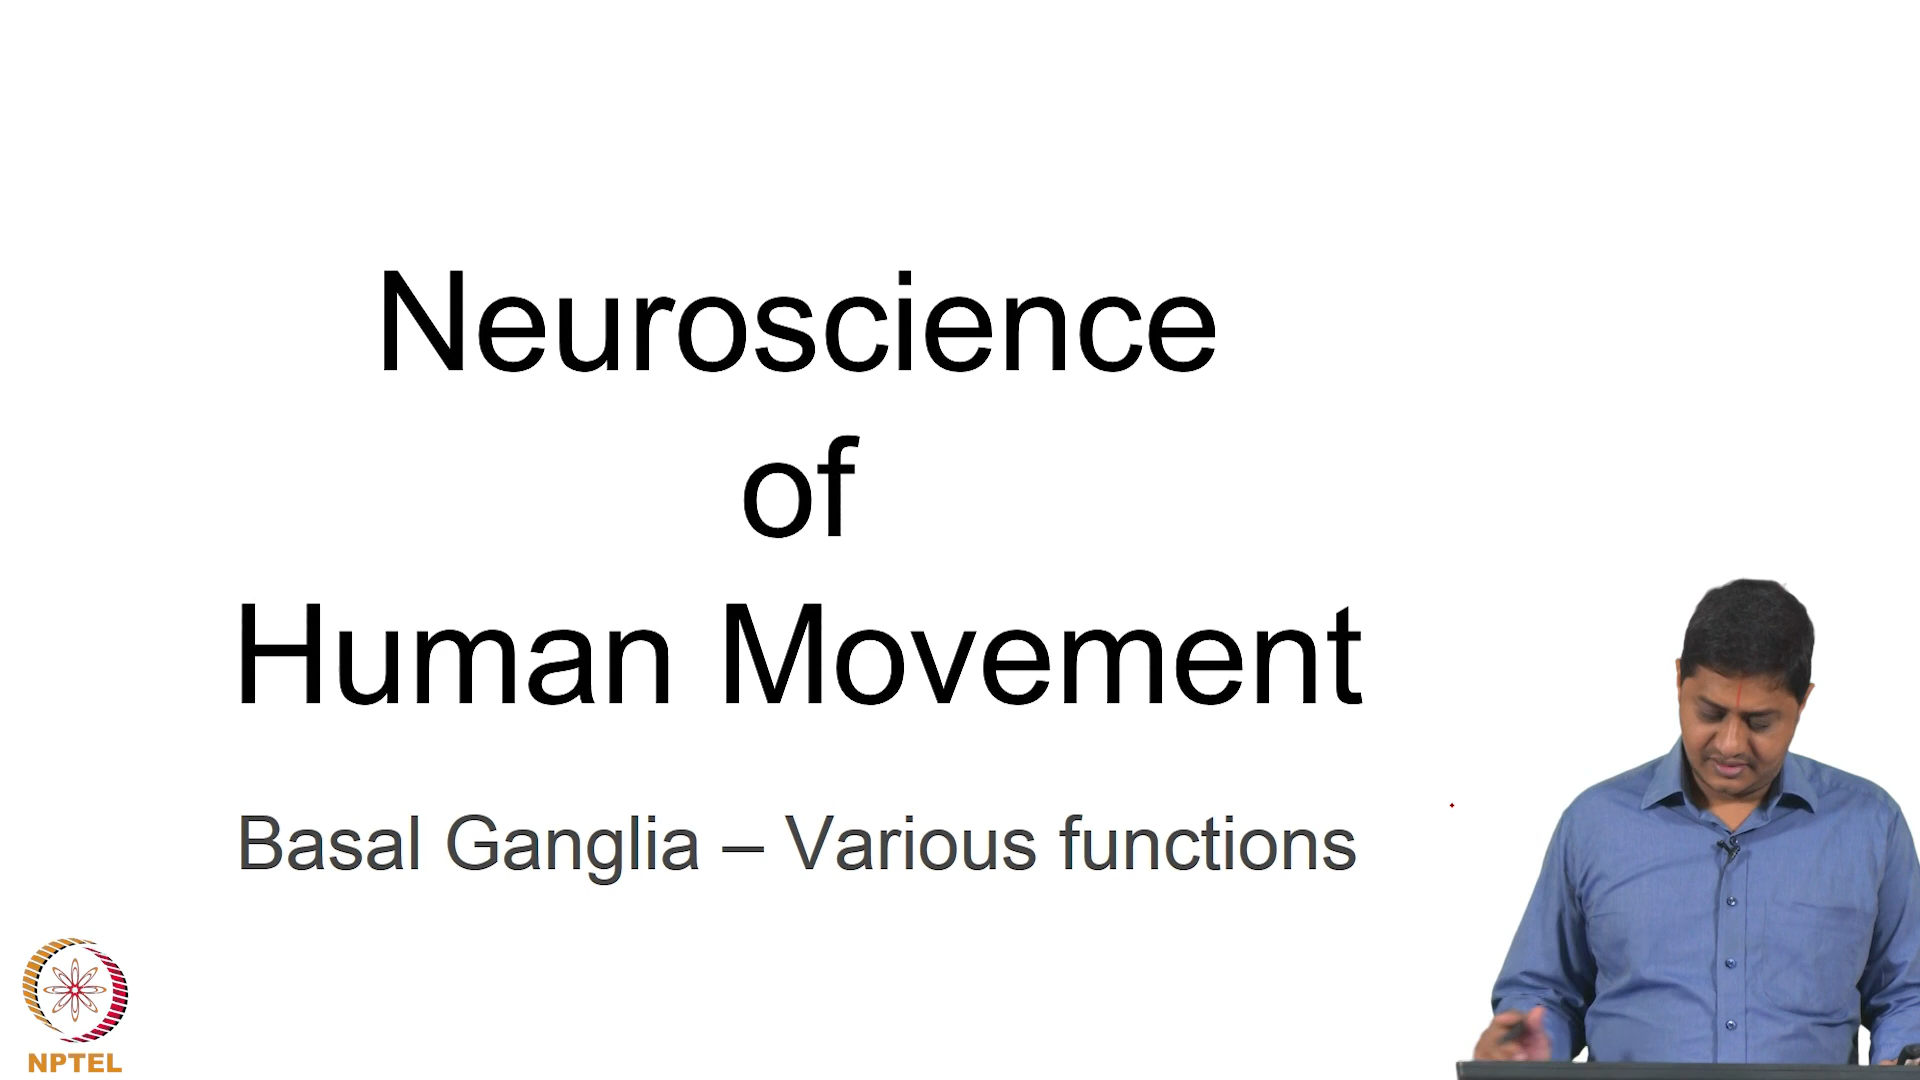 Neuroscience
of
Human Movement
Basal Ganglia – Various functions
NPTEL